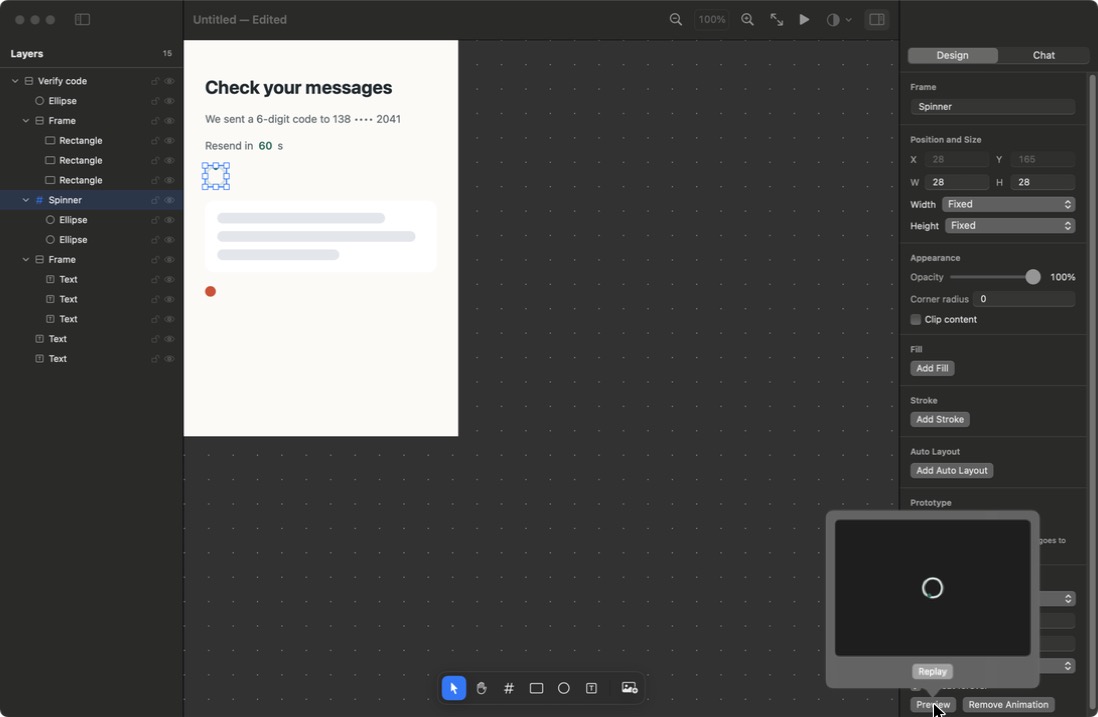 Untitled — Edited
100%
Layers
15
Verify code
Ellipse
Frame
Rectangle
Rectangle
Rectangle
Spinner
Ellipse
Ellipse
Frame
Text
Text
Text
Text
Text
Check your messages
We sent a 6-digit code to 138 •••• 2041
Resend in 60 s
Design
Chat
Frame
Spinner
Position and Size
X 28 Y 165
W 28 H 28
Width Fixed
Height Fixed
Appearance
Opacity 100%
Corner radius 0
Clip content
Fill
Add Fill
Stroke
Add Stroke
Auto Layout
Add Auto Layout
Prototype
goes to
Replay
Preview Remove Animation